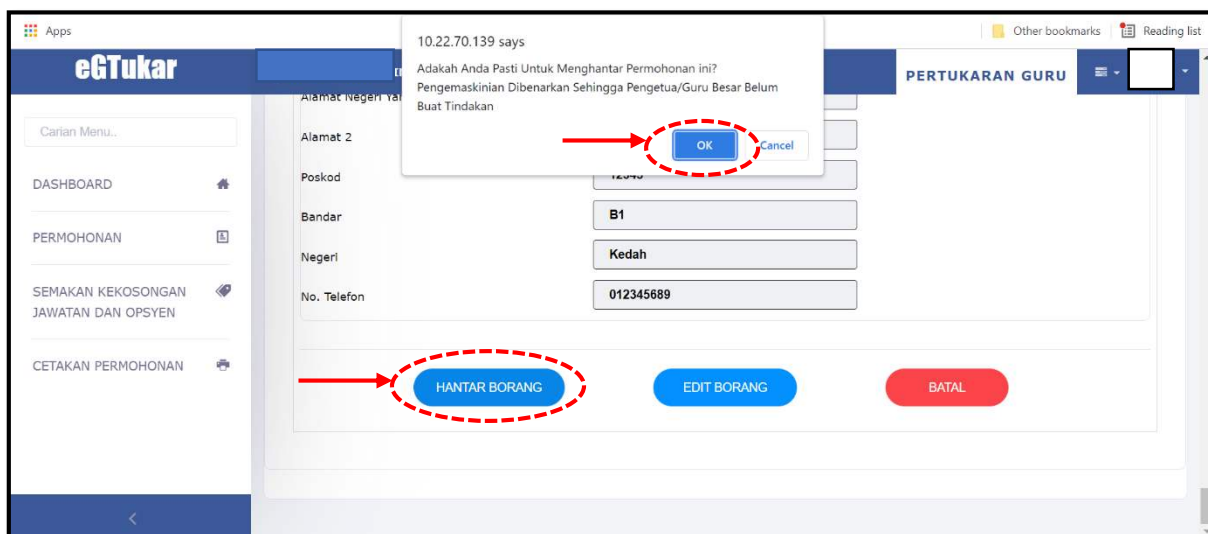 Apps
Other bookmarks
Reading list
10.22.70.139 says
Adakah Anda Pasti Untuk Menghantar Permohonan ini?
Pengemaskinian Dibenarkan Sehingga Pengetua/Guru Besar Belum
Buat Tindakan
OK
Cancel
eGTukar
PERTUKARAN GURU
Carian Menu..
DASHBOARD
PERMOHONAN
SEMAKAN KEKOSONGAN
JAWATAN DAN OPSYEN
CETAKAN PERMOHONAN
Alamat Negeri
Alamat 2
Poskod
12345
Bandar
B1
Negeri
Kedah
No. Telefon
012345689
HANTAR BORANG
EDIT BORANG
BATAL